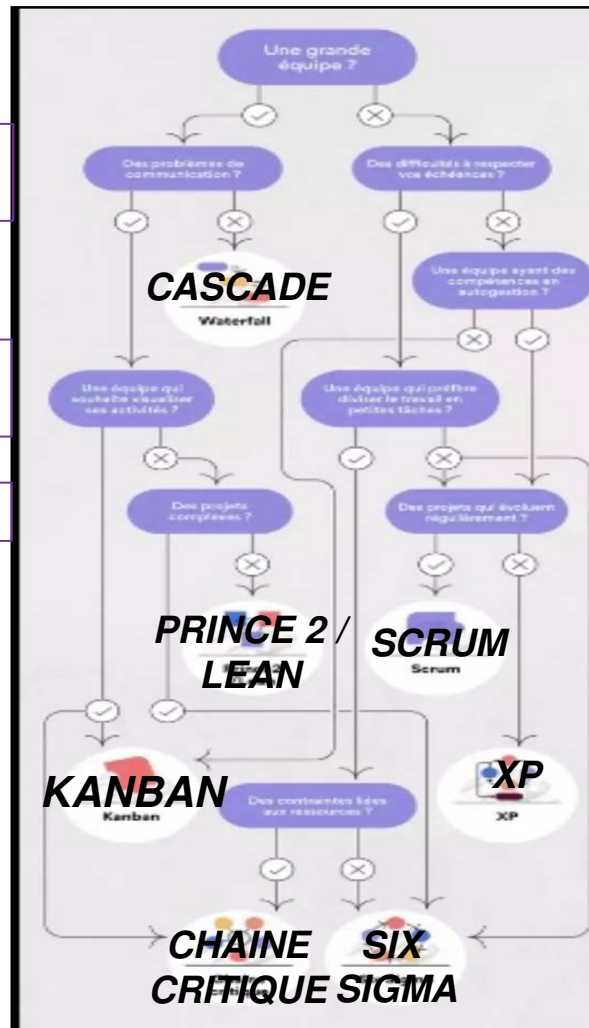 Une grande
équipe ?
Des problèmes de
communication ?
Des difficultés à respecter
vos échéances ?
CASCADE
Waterfall
Une équipe ayant des
compétences en
autogestion ?
Une équipe qui
souhaite visualiser
ses activités ?
Une équipe qui préfère
diviser le travail en
petites tâches ?
Des projets
complexes ?
Des projets qui évoluent
régulièrement ?
PRINCE 2 /
LEAN
SCRUM
Scrum
KANBAN
Kanban
Des contraintes liées
aux ressources ?
XP
XP
CHAINE
CRITIQUE
SIX
SIGMA